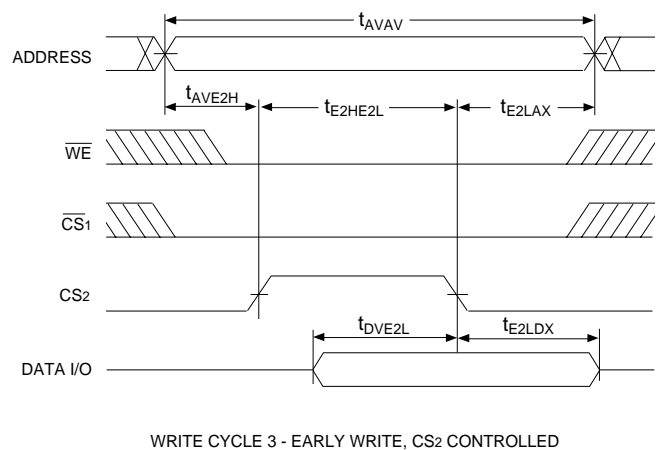 tAVAV
ADDRESS
tAVE2H tE2HE2L tE2LAX
WE
CS1
CS2
tDVE2L tE2LDX
DATA I/O
WRITE CYCLE 3 - EARLY WRITE, CS2 CONTROLLED